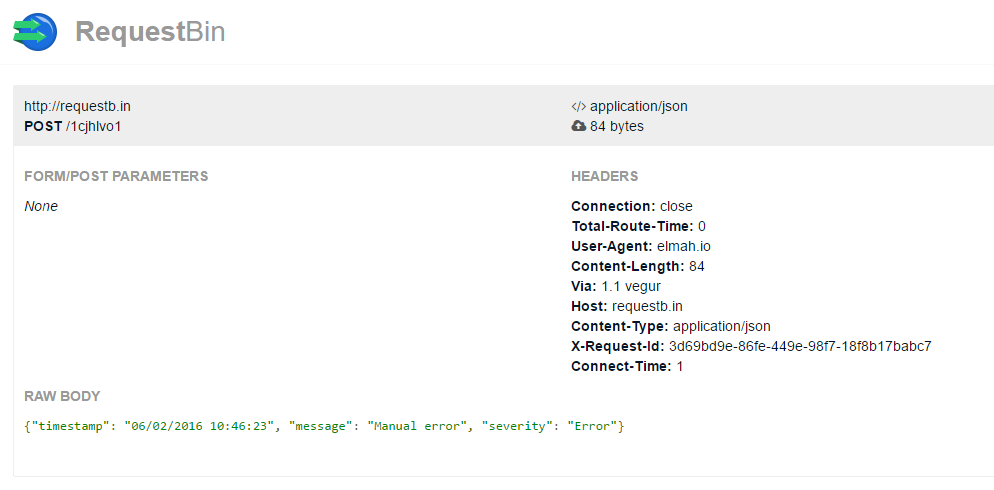 RequestBin
http://requestb.in
POST /1cjhlvo1
</> application/json
84 bytes
FORM/POST PARAMETERS
None
HEADERS
Connection: close
Total-Route-Time: 0
User-Agent: elmah.io
Content-Length: 84
Via: 1.1 vegur
Host: requestb.in
Content-Type: application/json
X-Request-Id: 3d69bd9e-86fe-449e-98f7-18f8b17babc7
Connect-Time: 1
RAW BODY
{"timestamp": "06/02/2016 10:46:23", "message": "Manual error", "severity": "Error"}